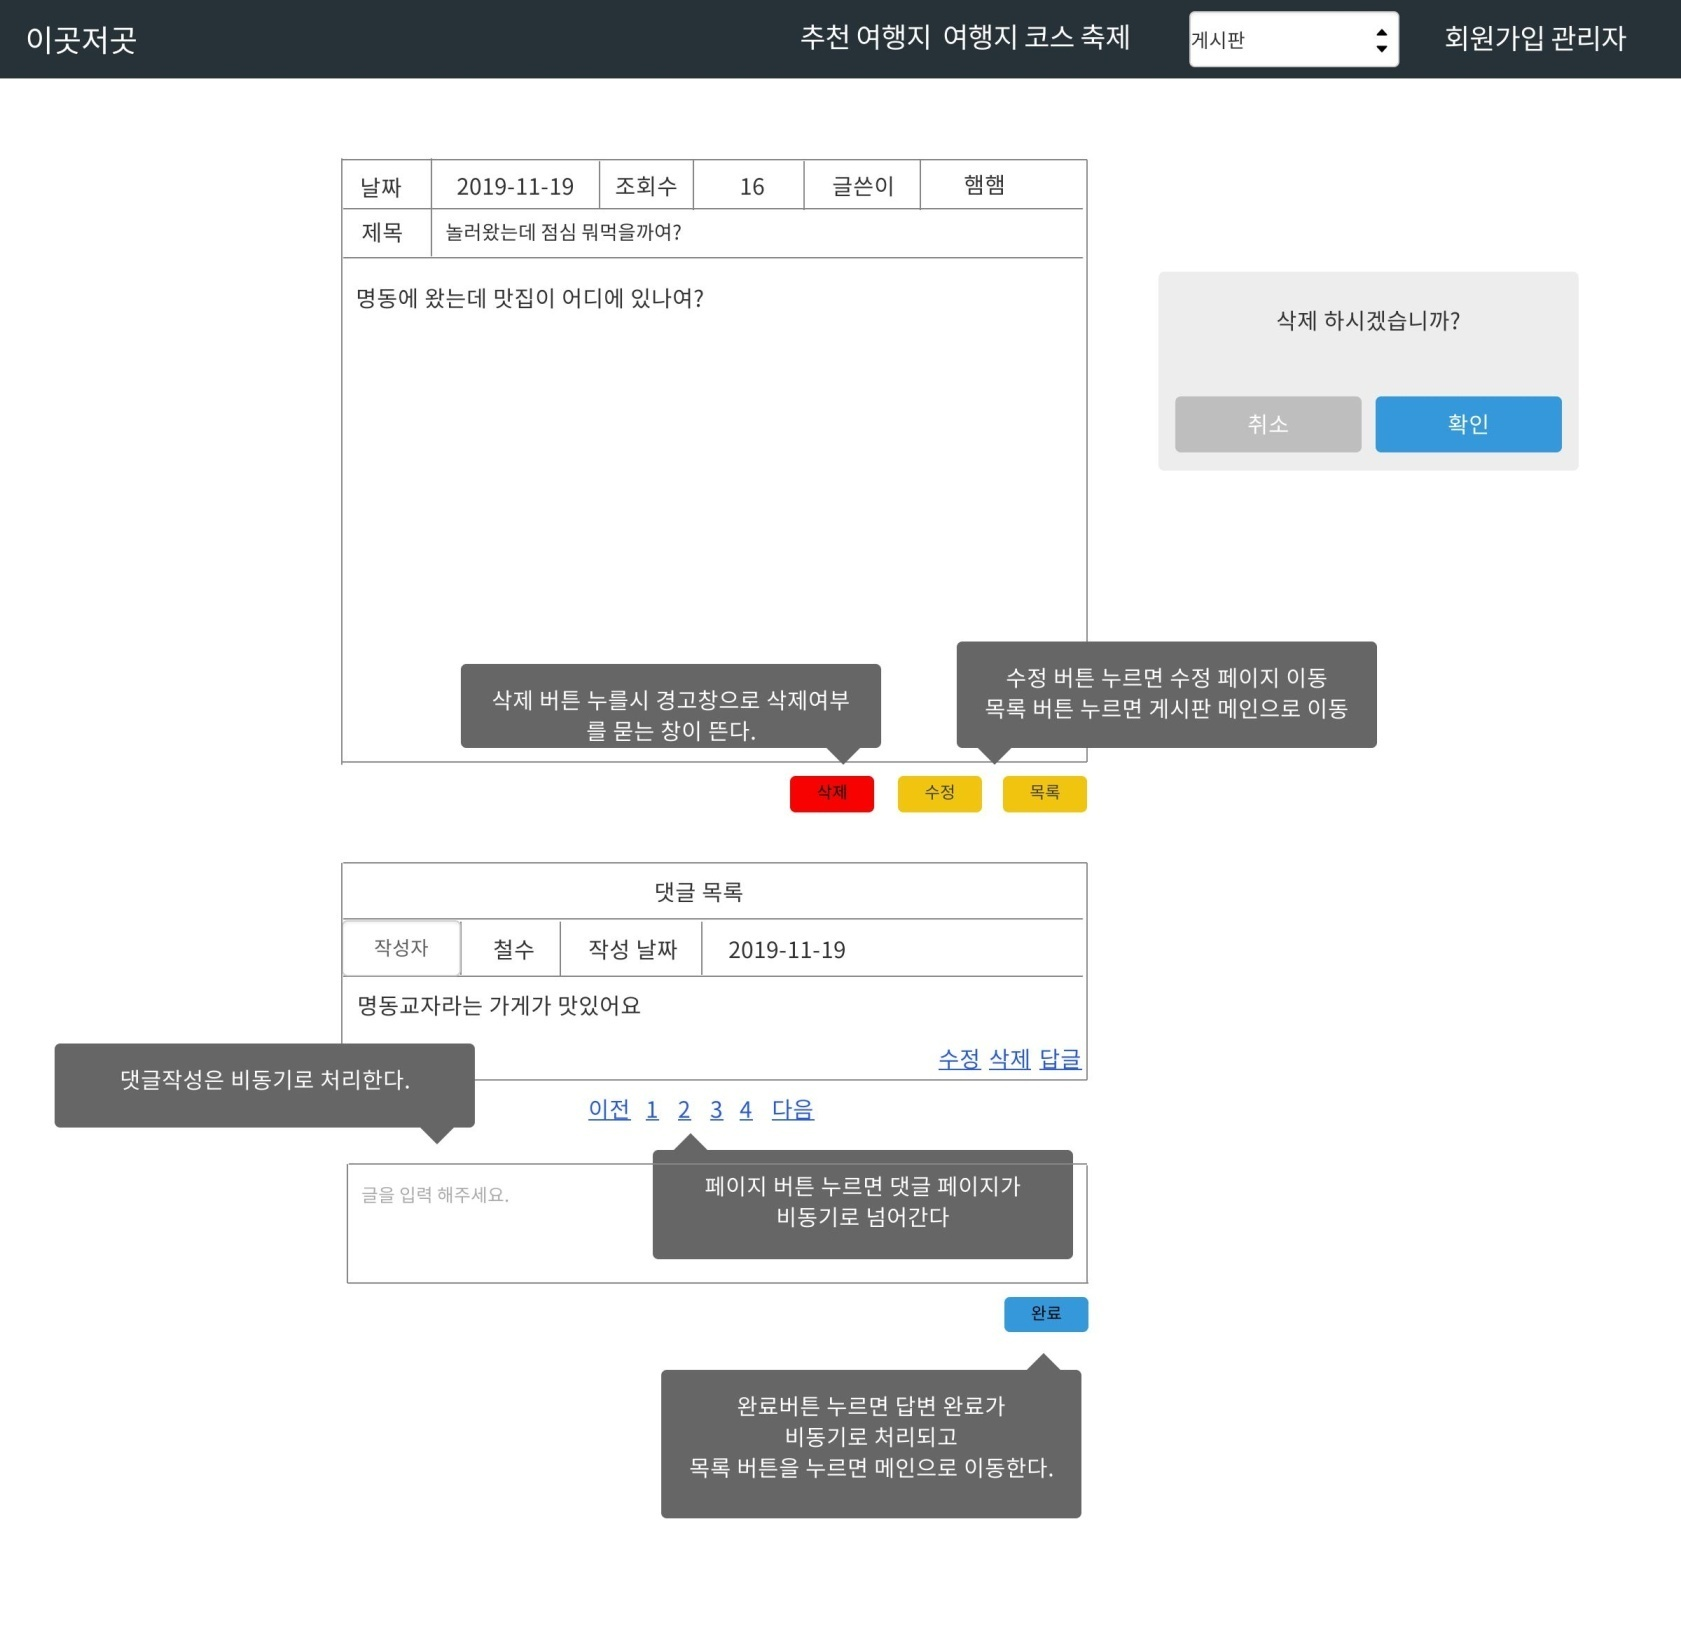 이곳저곳
추천 여행지 여행지 코스 축제
게시판
회원가입 관리자
날짜 2019-11-19 조회수 16 글쓴이 햄햄
제목 놀러왔는데 점심 뭐먹을까여?
명동에 왔는데 맛집이 어디에 있나여?
삭제 하시겠습니까?
취소 확인
삭제 버튼 누를시 경고창으로 삭제여부
를 묻는 창이 뜬다.
수정 버튼 누르면 수정 페이지 이동
목록 버튼 누르면 게시판 메인으로 이동
삭제 수정 목록
댓글 목록
작성자 철수 작성 날짜 2019-11-19
명동교자라는 가게가 맛있어요
수정 삭제 답글
댓글작성은 비동기로 처리한다.
이전 1 2 3 4 다음
글을 입력 해주세요.
페이지 버튼 누르면 댓글 페이지가
비동기로 넘어간다
완료
완료버튼 누르면 답변 완료가
비동기로 처리되고
목록 버튼을 누르면 메인으로 이동한다.